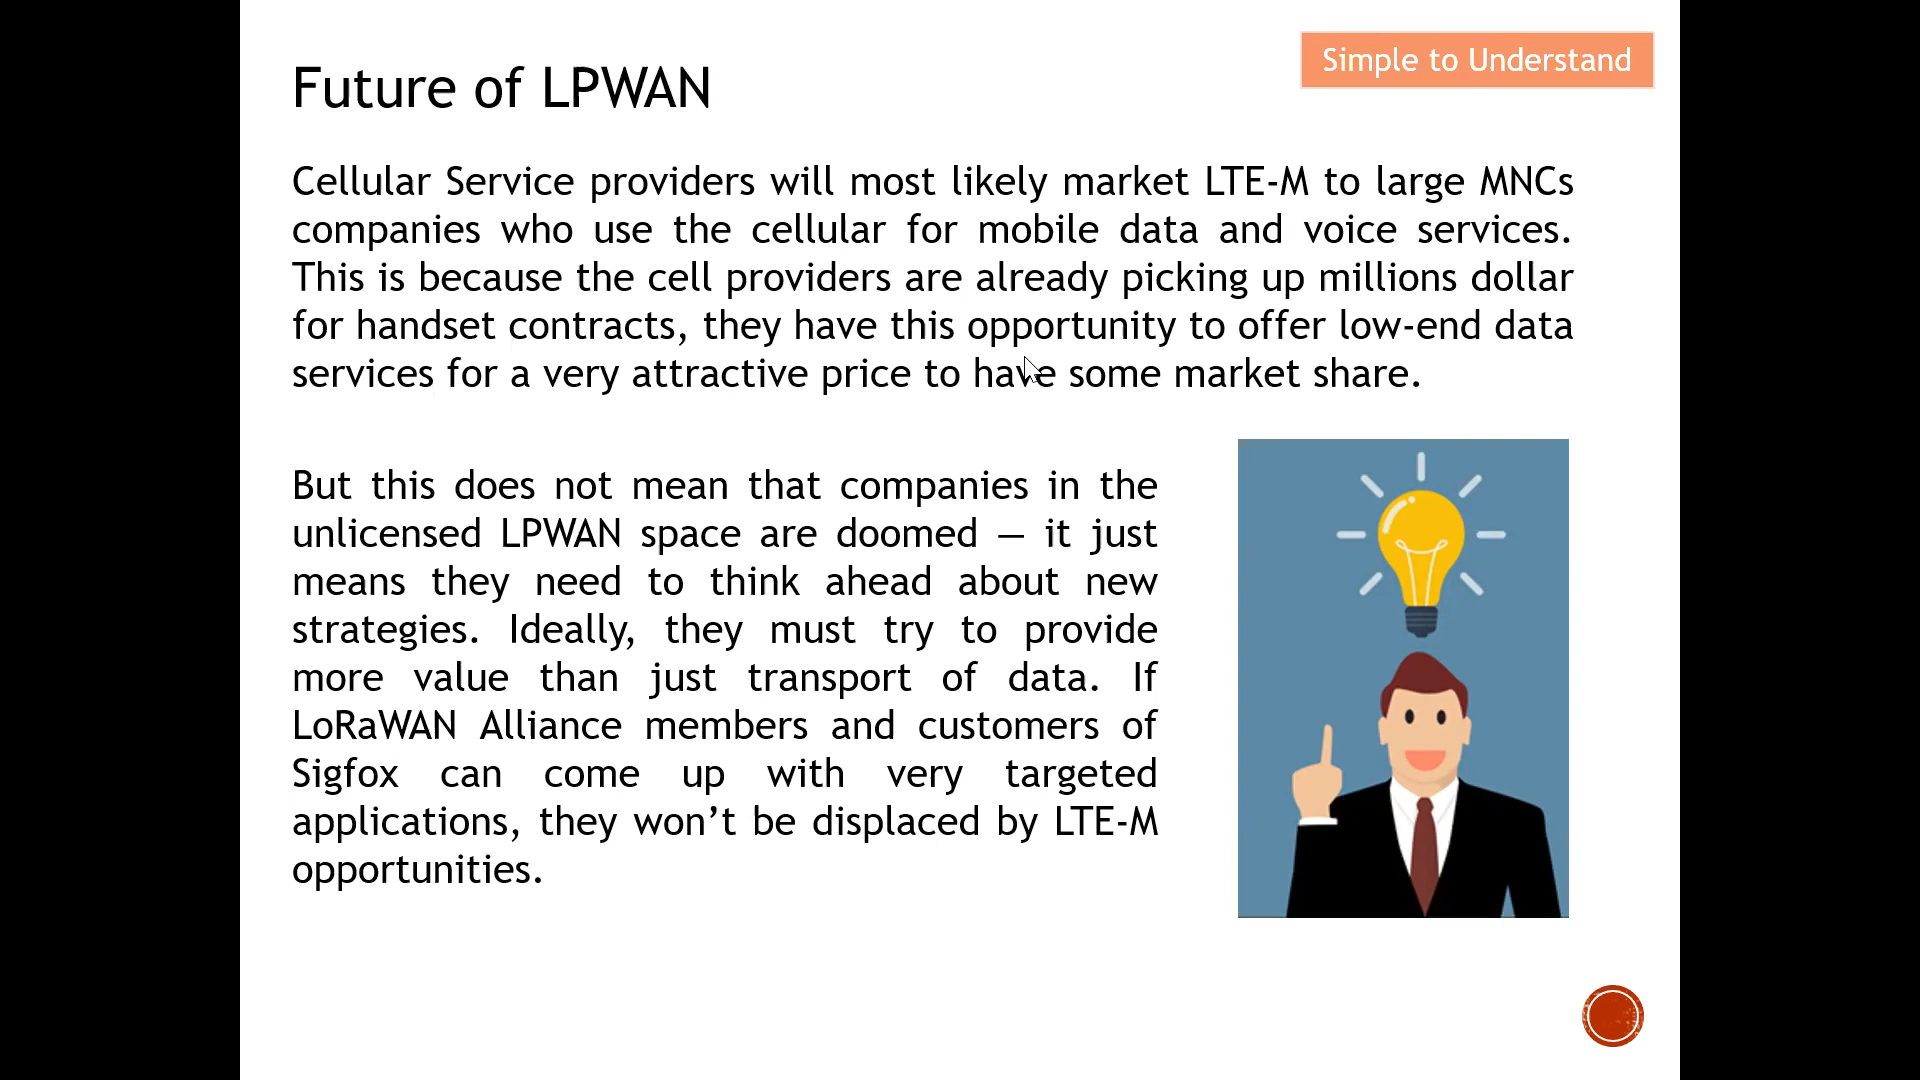 Simple to Understand
Future of LPWAN
Cellular Service providers will most likely market LTE-M to large MNCs
companies who use the cellular for mobile data and voice services.
This is because the cell providers are already picking up millions dollar
for handset contracts, they have this opportunity to offer low-end data
services for a very attractive price to have some market share.
But this does not mean that companies in the
unlicensed LPWAN space are doomed — it just
means they need to think ahead about new
strategies. Ideally, they must try to provide
more value than just transport of data. If
LoRaWAN Alliance members and customers of
Sigfox can come up with very targeted
applications, they won’t be displaced by LTE-M
opportunities.